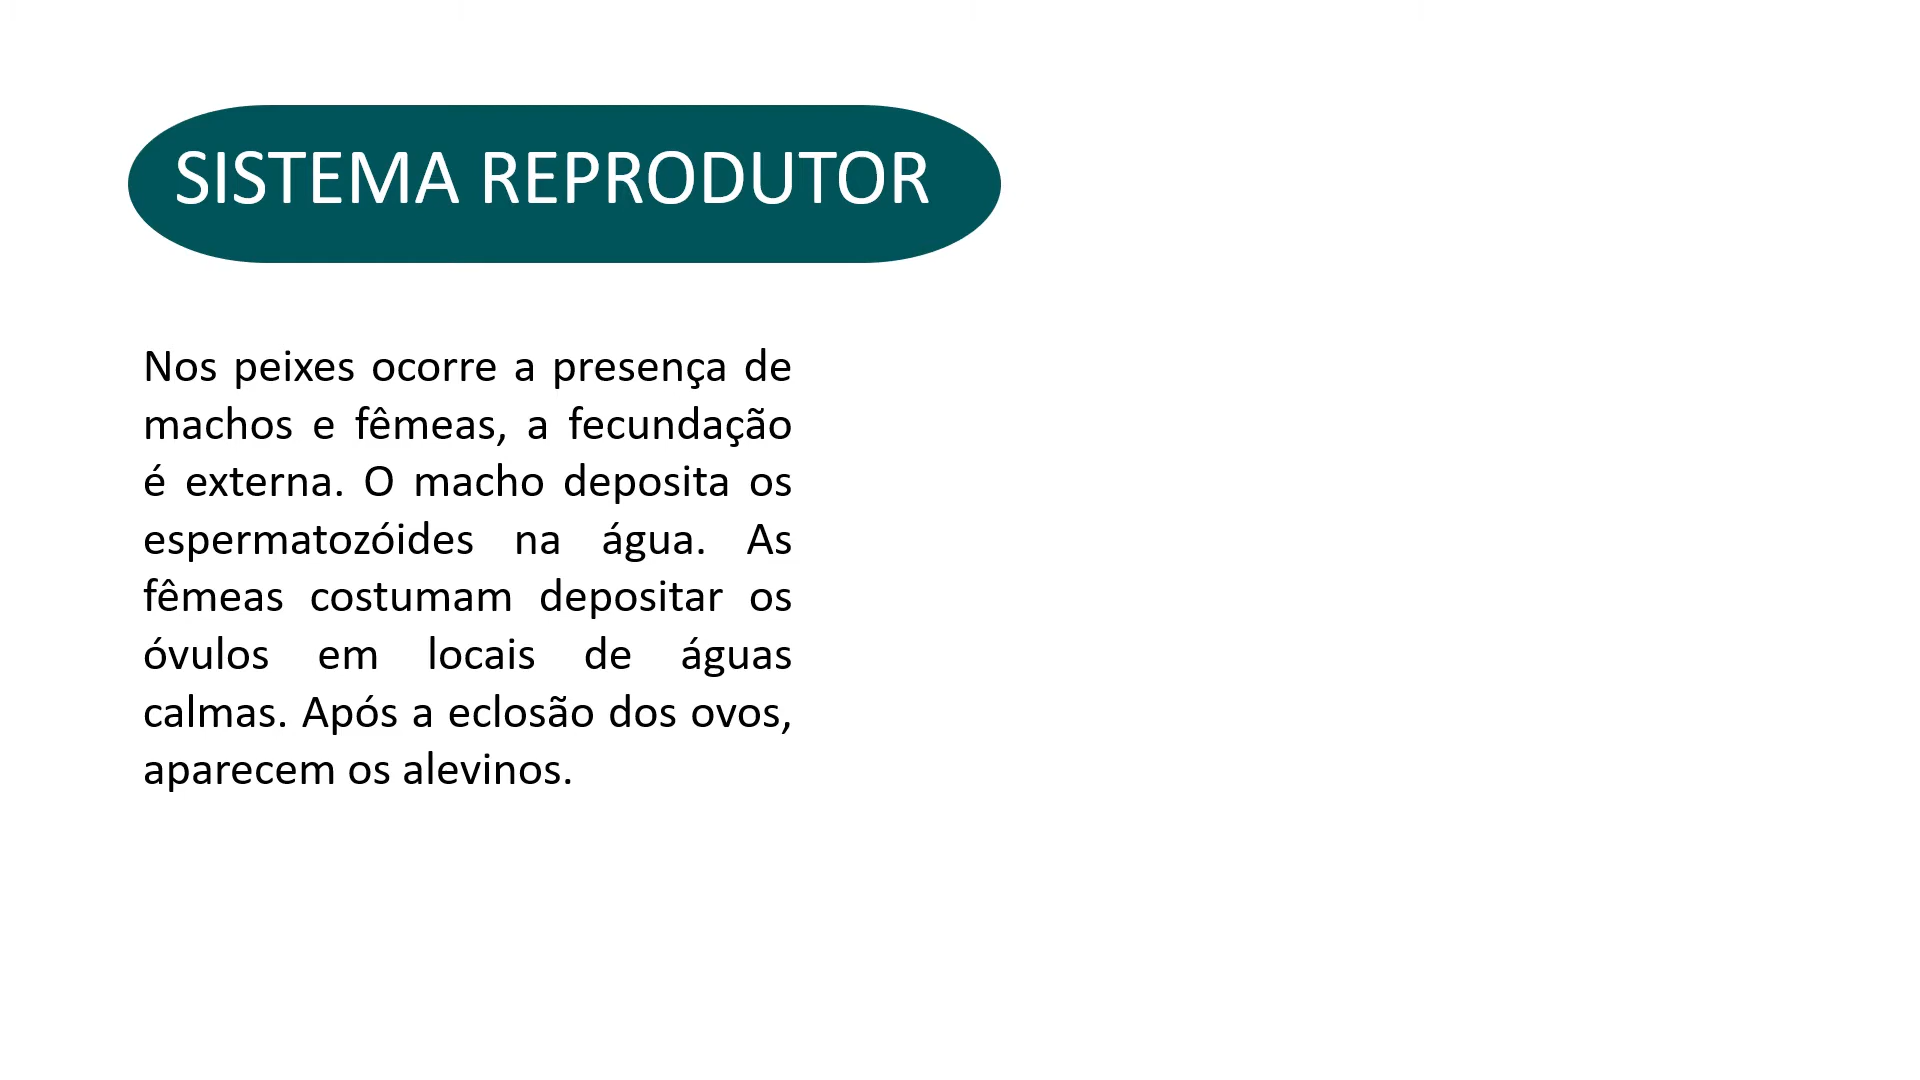 SISTEMA REPRODUTOR
Nos peixes ocorre a presença de
machos e fêmeas, a fecundação
é externa. O macho deposita os
espermatozóides na água. As
fêmeas costumam depositar os
óvulos em locais de águas
calmas. Após a eclosão dos ovos,
aparecem os alevinos.